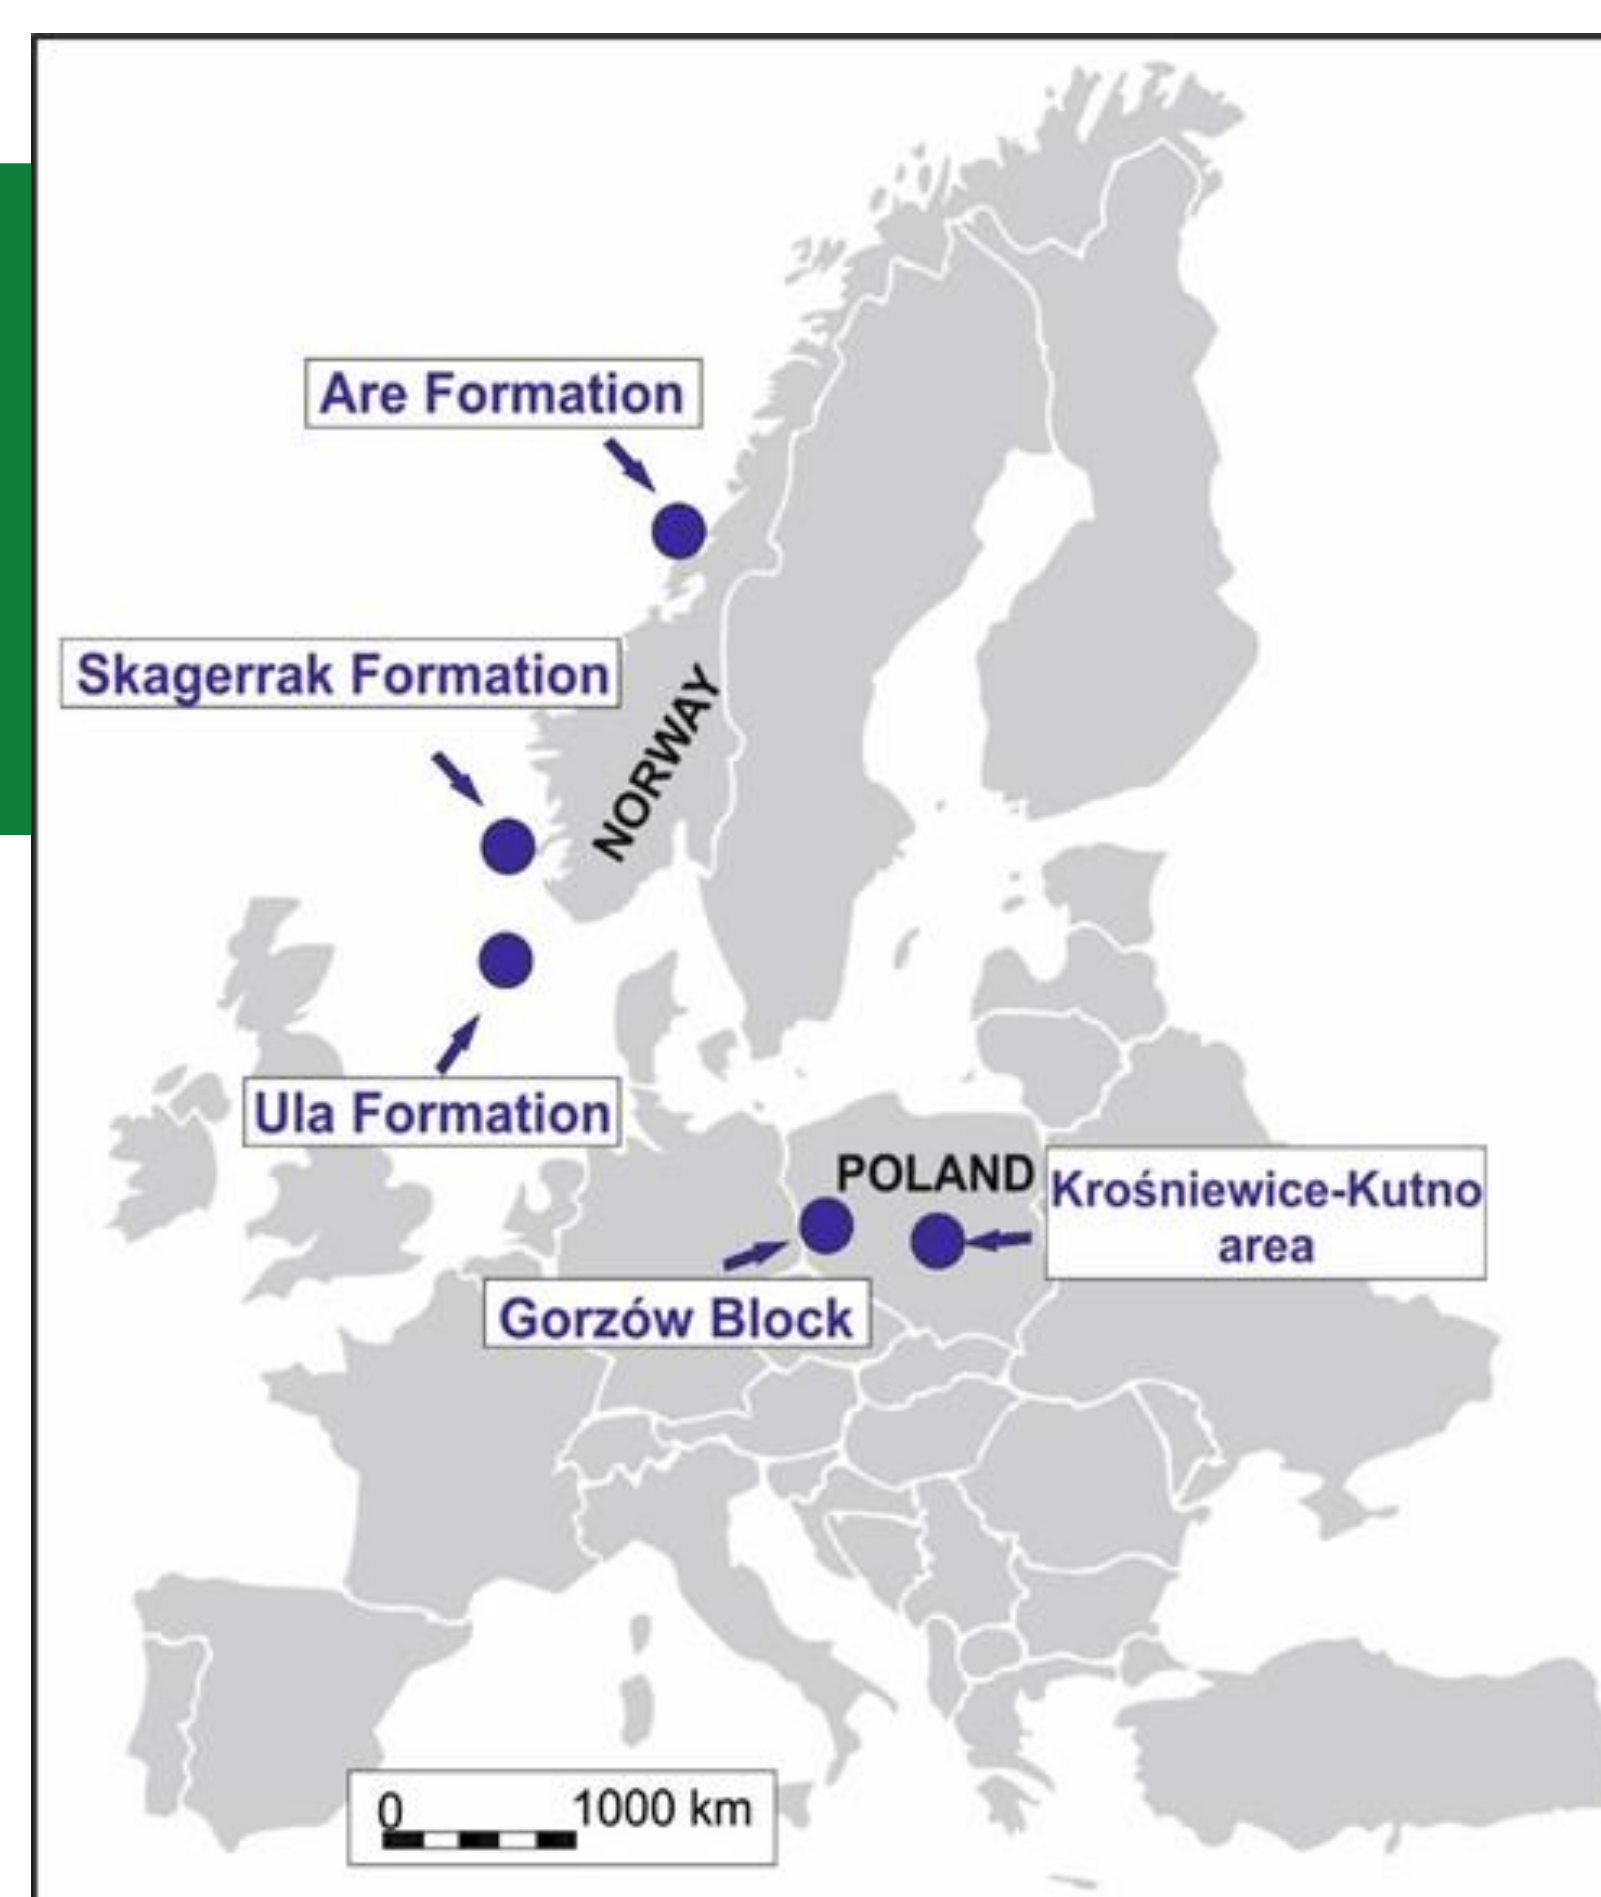 Are Formation
Skagerrak Formation
NORWAY
Ula Formation
POLAND
Krośniewice-Kutno
area
Gorzów Block
0 1000 km